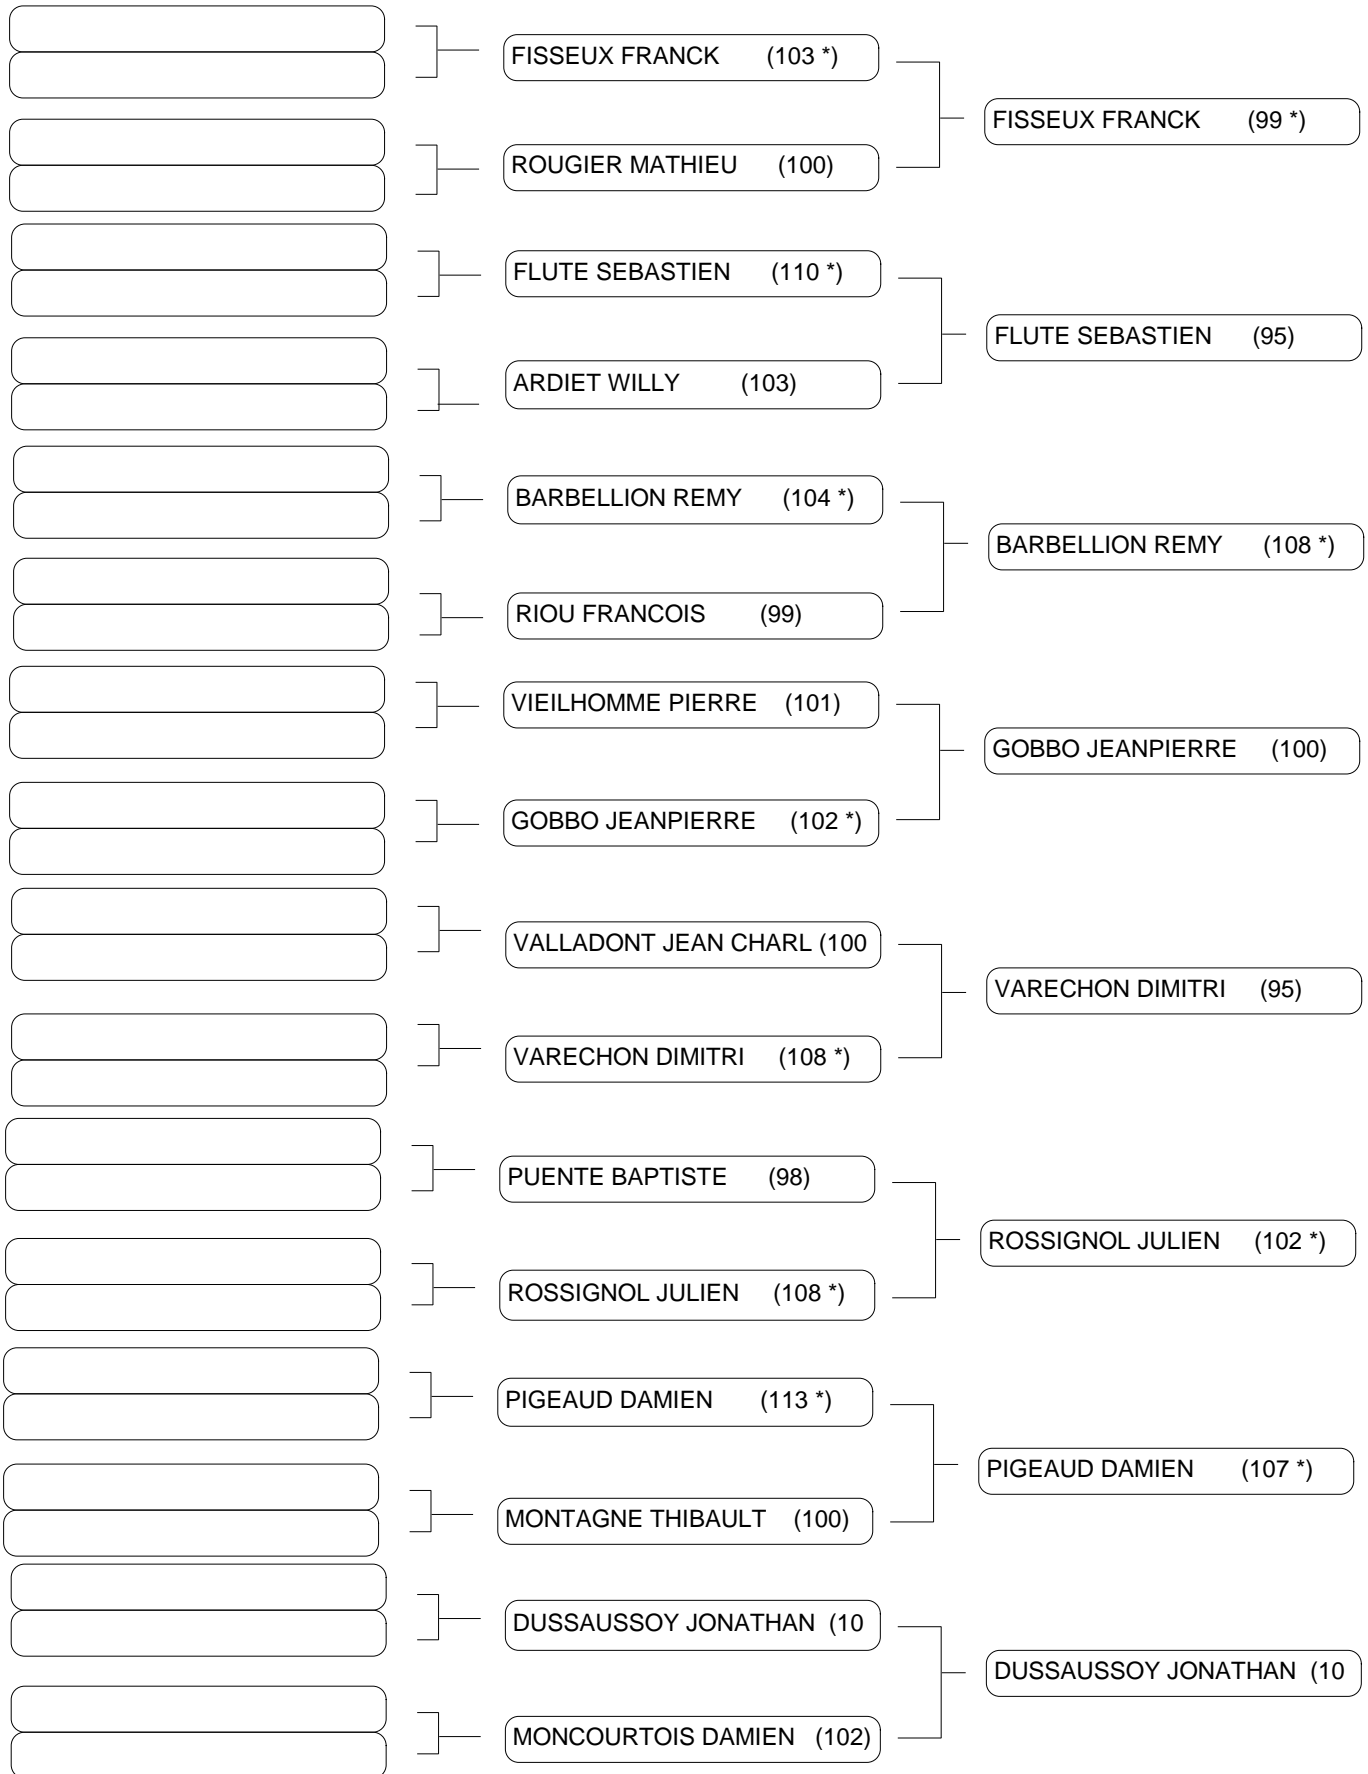 FISSEUX FRANCK (103 *)
ROUGIER MATHIEU (100)
FISSEUX FRANCK (99 *)
FLUTE SEBASTIEN (110 *)
ARDIET WILLY (103)
FLUTE SEBASTIEN (95)
BARBELLION REMY (104 *)
RIOU FRANCOIS (99)
BARBELLION REMY (108 *)
VIEILHOMME PIERRE (101)
GOBBO JEANPIERRE (102 *)
GOBBO JEANPIERRE (100)
VALLADONT JEAN CHARL (100
VARECHON DIMITRI (108 *)
VARECHON DIMITRI (95)
PUENTE BAPTISTE (98)
ROSSIGNOL JULIEN (108 *)
ROSSIGNOL JULIEN (102 *)
PIGEAUD DAMIEN (113 *)
MONTAGNE THIBAULT (100)
PIGEAUD DAMIEN (107 *)
DUSSAUSSOY JONATHAN (10
MONCOURTOIS DAMIEN (102)
DUSSAUSSOY JONATHAN (10